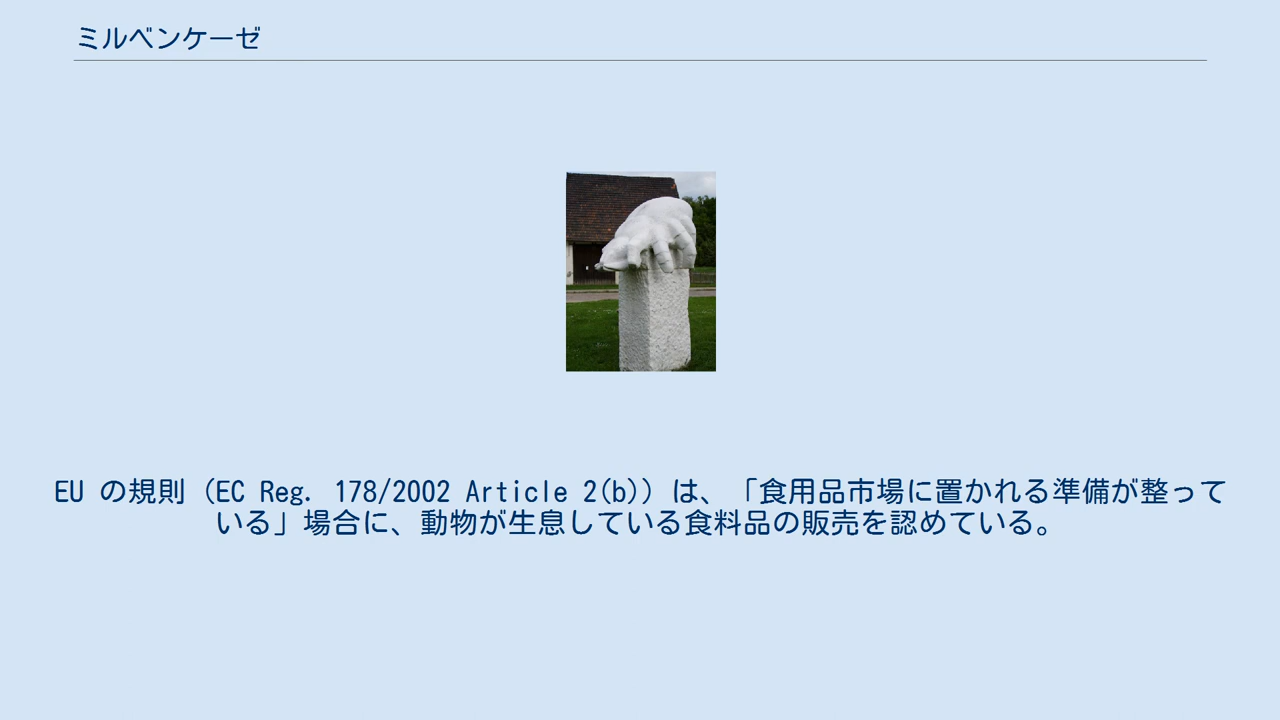 ミルベンケーゼ
EU の規則（EC Reg. 178/2002 Article 2(b)）は、「食用品市場に置かれる準備が整って
いる」場合に、動物が生息している食料品の販売を認めている。